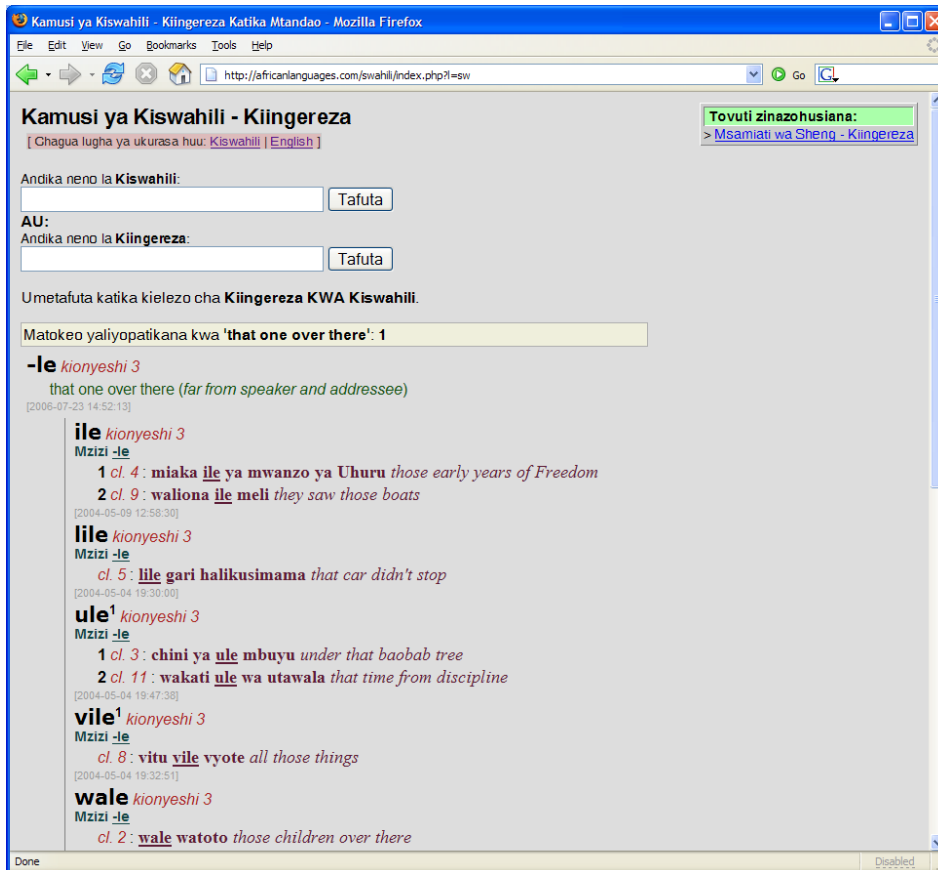 Kamusi ya Kiswahili - Kiingereza Katika Mtandao - Mozilla Firefox
File Edit View Go Bookmarks Tools Help
http://africanlanguages.com/swahili/index.php?l=sw Go G
Kamusi ya Kiswahili - Kiingereza
[ Chagua lugha ya ukurasa huu: Kiswahili | English ]
Tovuti zinazohusiana:
> Msamiati wa Sheng - Kiingereza
Andika neno la Kiswahili:
Tafuta
AU:
Andika neno la Kiingereza:
Tafuta
Umetafuta katika kielezo cha Kiingereza KWA Kiswahili.
Matokeo yaliyopatikana kwa 'that one over there': 1
-le kionyeshi 3
that one over there (far from speaker and addressee)
[2006-07-23 14:52:13]
ile kionyeshi 3
Mzizi -le
1 cl. 4 : miaka ile ya mwanzo ya Uhuru those early years of Freedom
2 cl. 9 : waliona ile meli they saw those boats
[2004-05-09 12:58:30]
lile kionyeshi 3
Mzizi -le
cl. 5 : lile gari halikusimama that car didn't stop
[2004-05-04 19:30:00]
ule1 kionyeshi 3
Mzizi -le
1 cl. 3 : chini ya ule mbuyu under that baobab tree
2 cl. 11 : wakati ule wa utawala that time from discipline
[2004-05-04 19:47:38]
vile1 kionyeshi 3
Mzizi -le
cl. 8 : vitu vile vyote all those things
[2004-05-04 19:32:51]
wale kionyeshi 3
Mzizi -le
cl. 2 : wale watoto those children over there
Done Disabled